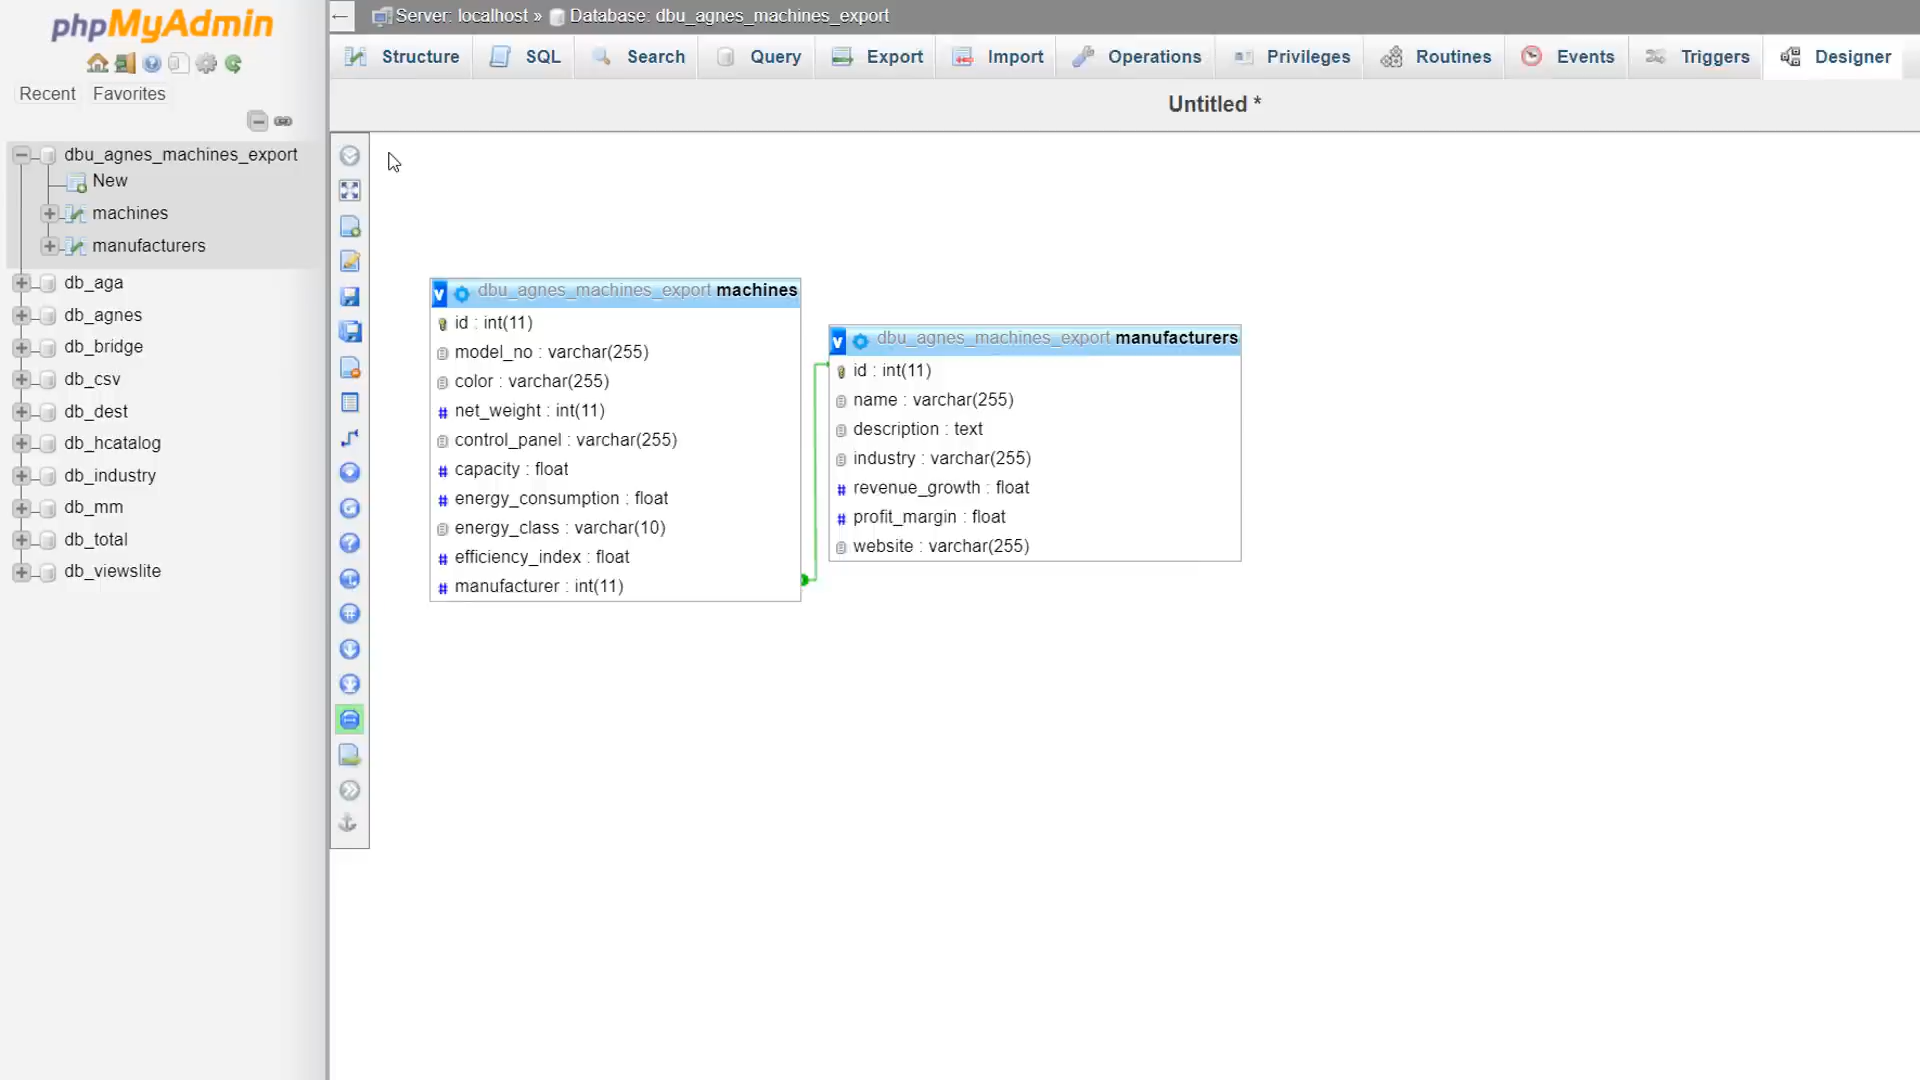 phpMyAdmin
Recent Favorites
dbu_agnes_machines_export
New
machines
manufacturers
db_aga
db_agnes
db_bridge
db_csv
db_dest
db_hcatalog
db_industry
db_mm
db_total
db_viewslite
Server: localhost » Database: dbu_agnes_machines_export
Structure SQL Search Query Export Import Operations Privileges Routines Events Triggers Designer
Untitled *
v dbu_agnes_machines_export machines
id : int(11)
model_no : varchar(255)
color : varchar(255)
# net_weight : int(11)
control_panel : varchar(255)
# capacity : float
# energy_consumption : float
energy_class : varchar(10)
# efficiency_index : float
# manufacturer : int(11)
v dbu_agnes_machines_export manufacturers
id : int(11)
name : varchar(255)
description : text
industry : varchar(255)
# revenue_growth : float
# profit_margin : float
website : varchar(255)